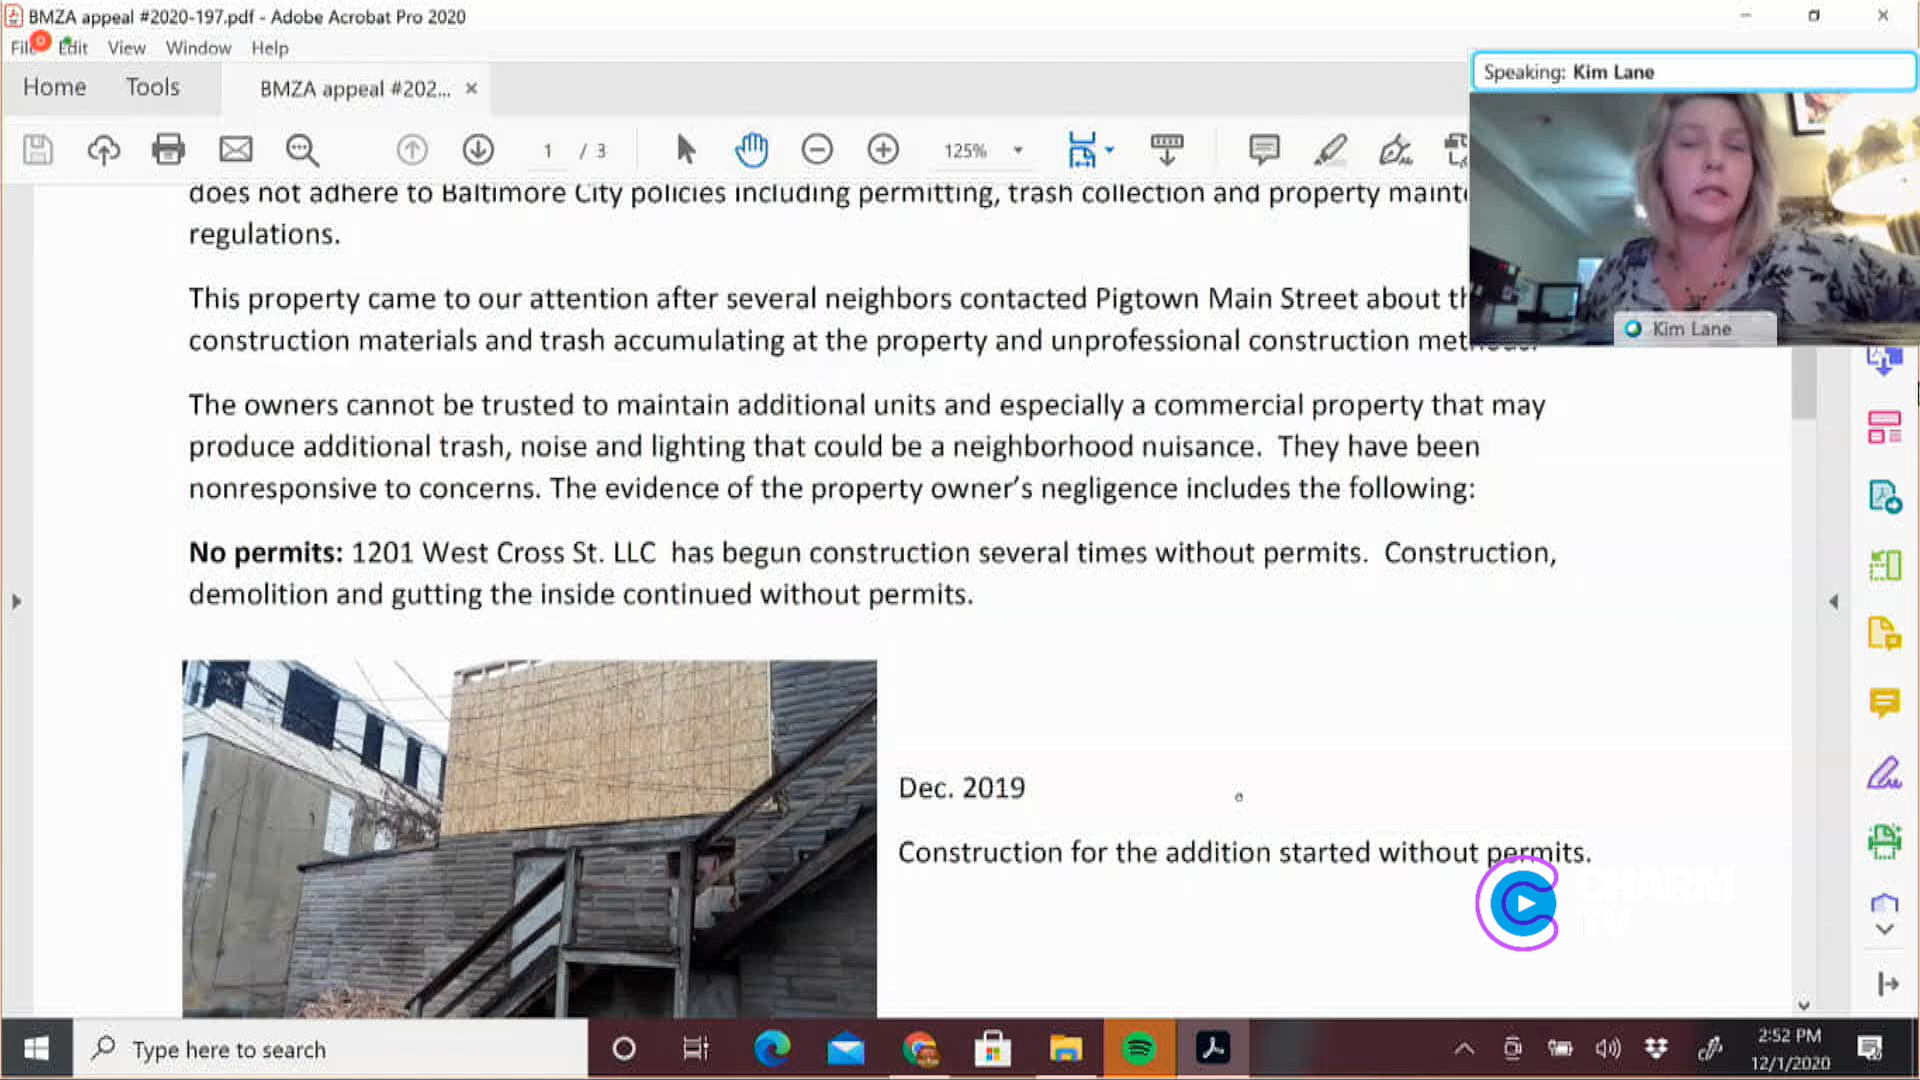 BMZA appeal #2020-197.pdf - Adobe Acrobat Pro 2020
File Edit View Window Help
Home Tools BMZA appeal #202... ×
Speaking: Kim Lane
1 / 3 125%
does not adhere to Baltimore City policies including permitting, trash collection and property
regulations.
This property came to our attention after several neighbors contacted Pigtown Main Street about
construction materials and trash accumulating at the property and unprofessional construction
Kim Lane
The owners cannot be trusted to maintain additional units and especially a commercial property that may
produce additional trash, noise and lighting that could be a neighborhood nuisance. They have been
nonresponsive to concerns. The evidence of the property owner's negligence includes the following:
No permits: 1201 West Cross St. LLC has begun construction several times without permits. Construction,
demolition and gutting the inside continued without permits.
Dec. 2019
Construction for the addition started without permits.
CHARM
TV
Type here to search
2:52 PM
12/1/2020